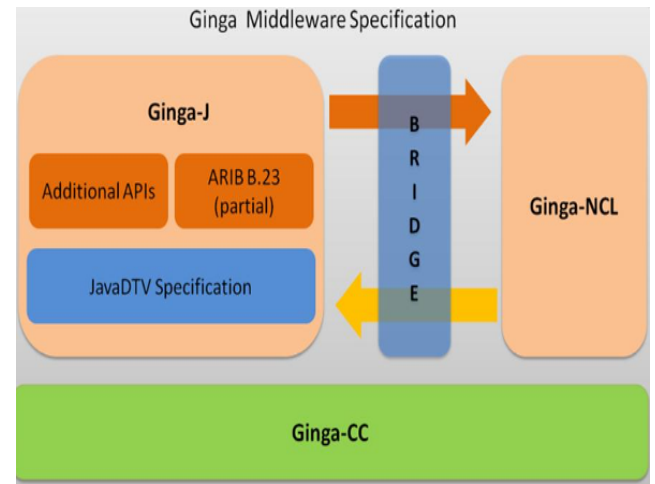 Ginga Middleware Specification
Ginga-J
Additional APIs
ARIB B.23
(partial)
JavaDTV Specification
B
R
I
D
G
E
Ginga-NCL
Ginga-CC